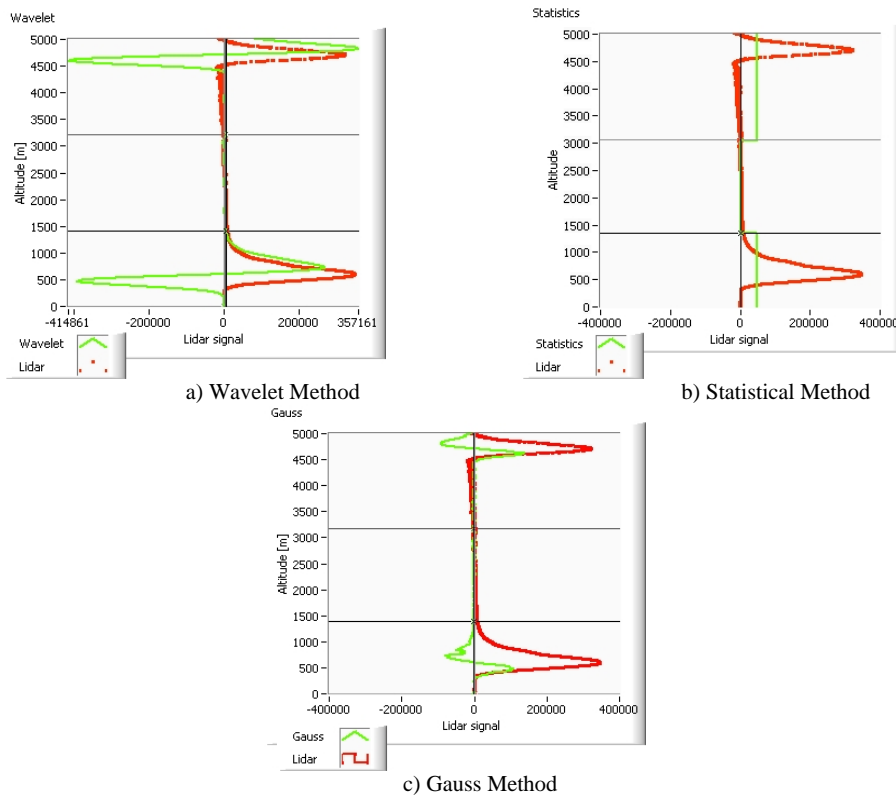 Wavelet
5000
4500
4000
3500
3000
2500
2000
1500
1000
500
0
Altitude [m]
-414861 -200000 0 200000 357161
Lidar signal
Wavelet
Lidar
a) Wavelet Method
Statistics
5000
4500
4000
3500
3000
2500
2000
1500
1000
500
0
Altitude [m]
-400000 -200000 0 200000 400000
Lidar signal
Statistics
Lidar
b) Statistical Method
Gauss
5000
4500
4000
3500
3000
2500
2000
1500
1000
500
0
Altitude [m]
-400000 -200000 0 200000 400000
Lidar signal
Gauss
Lidar
c) Gauss Method